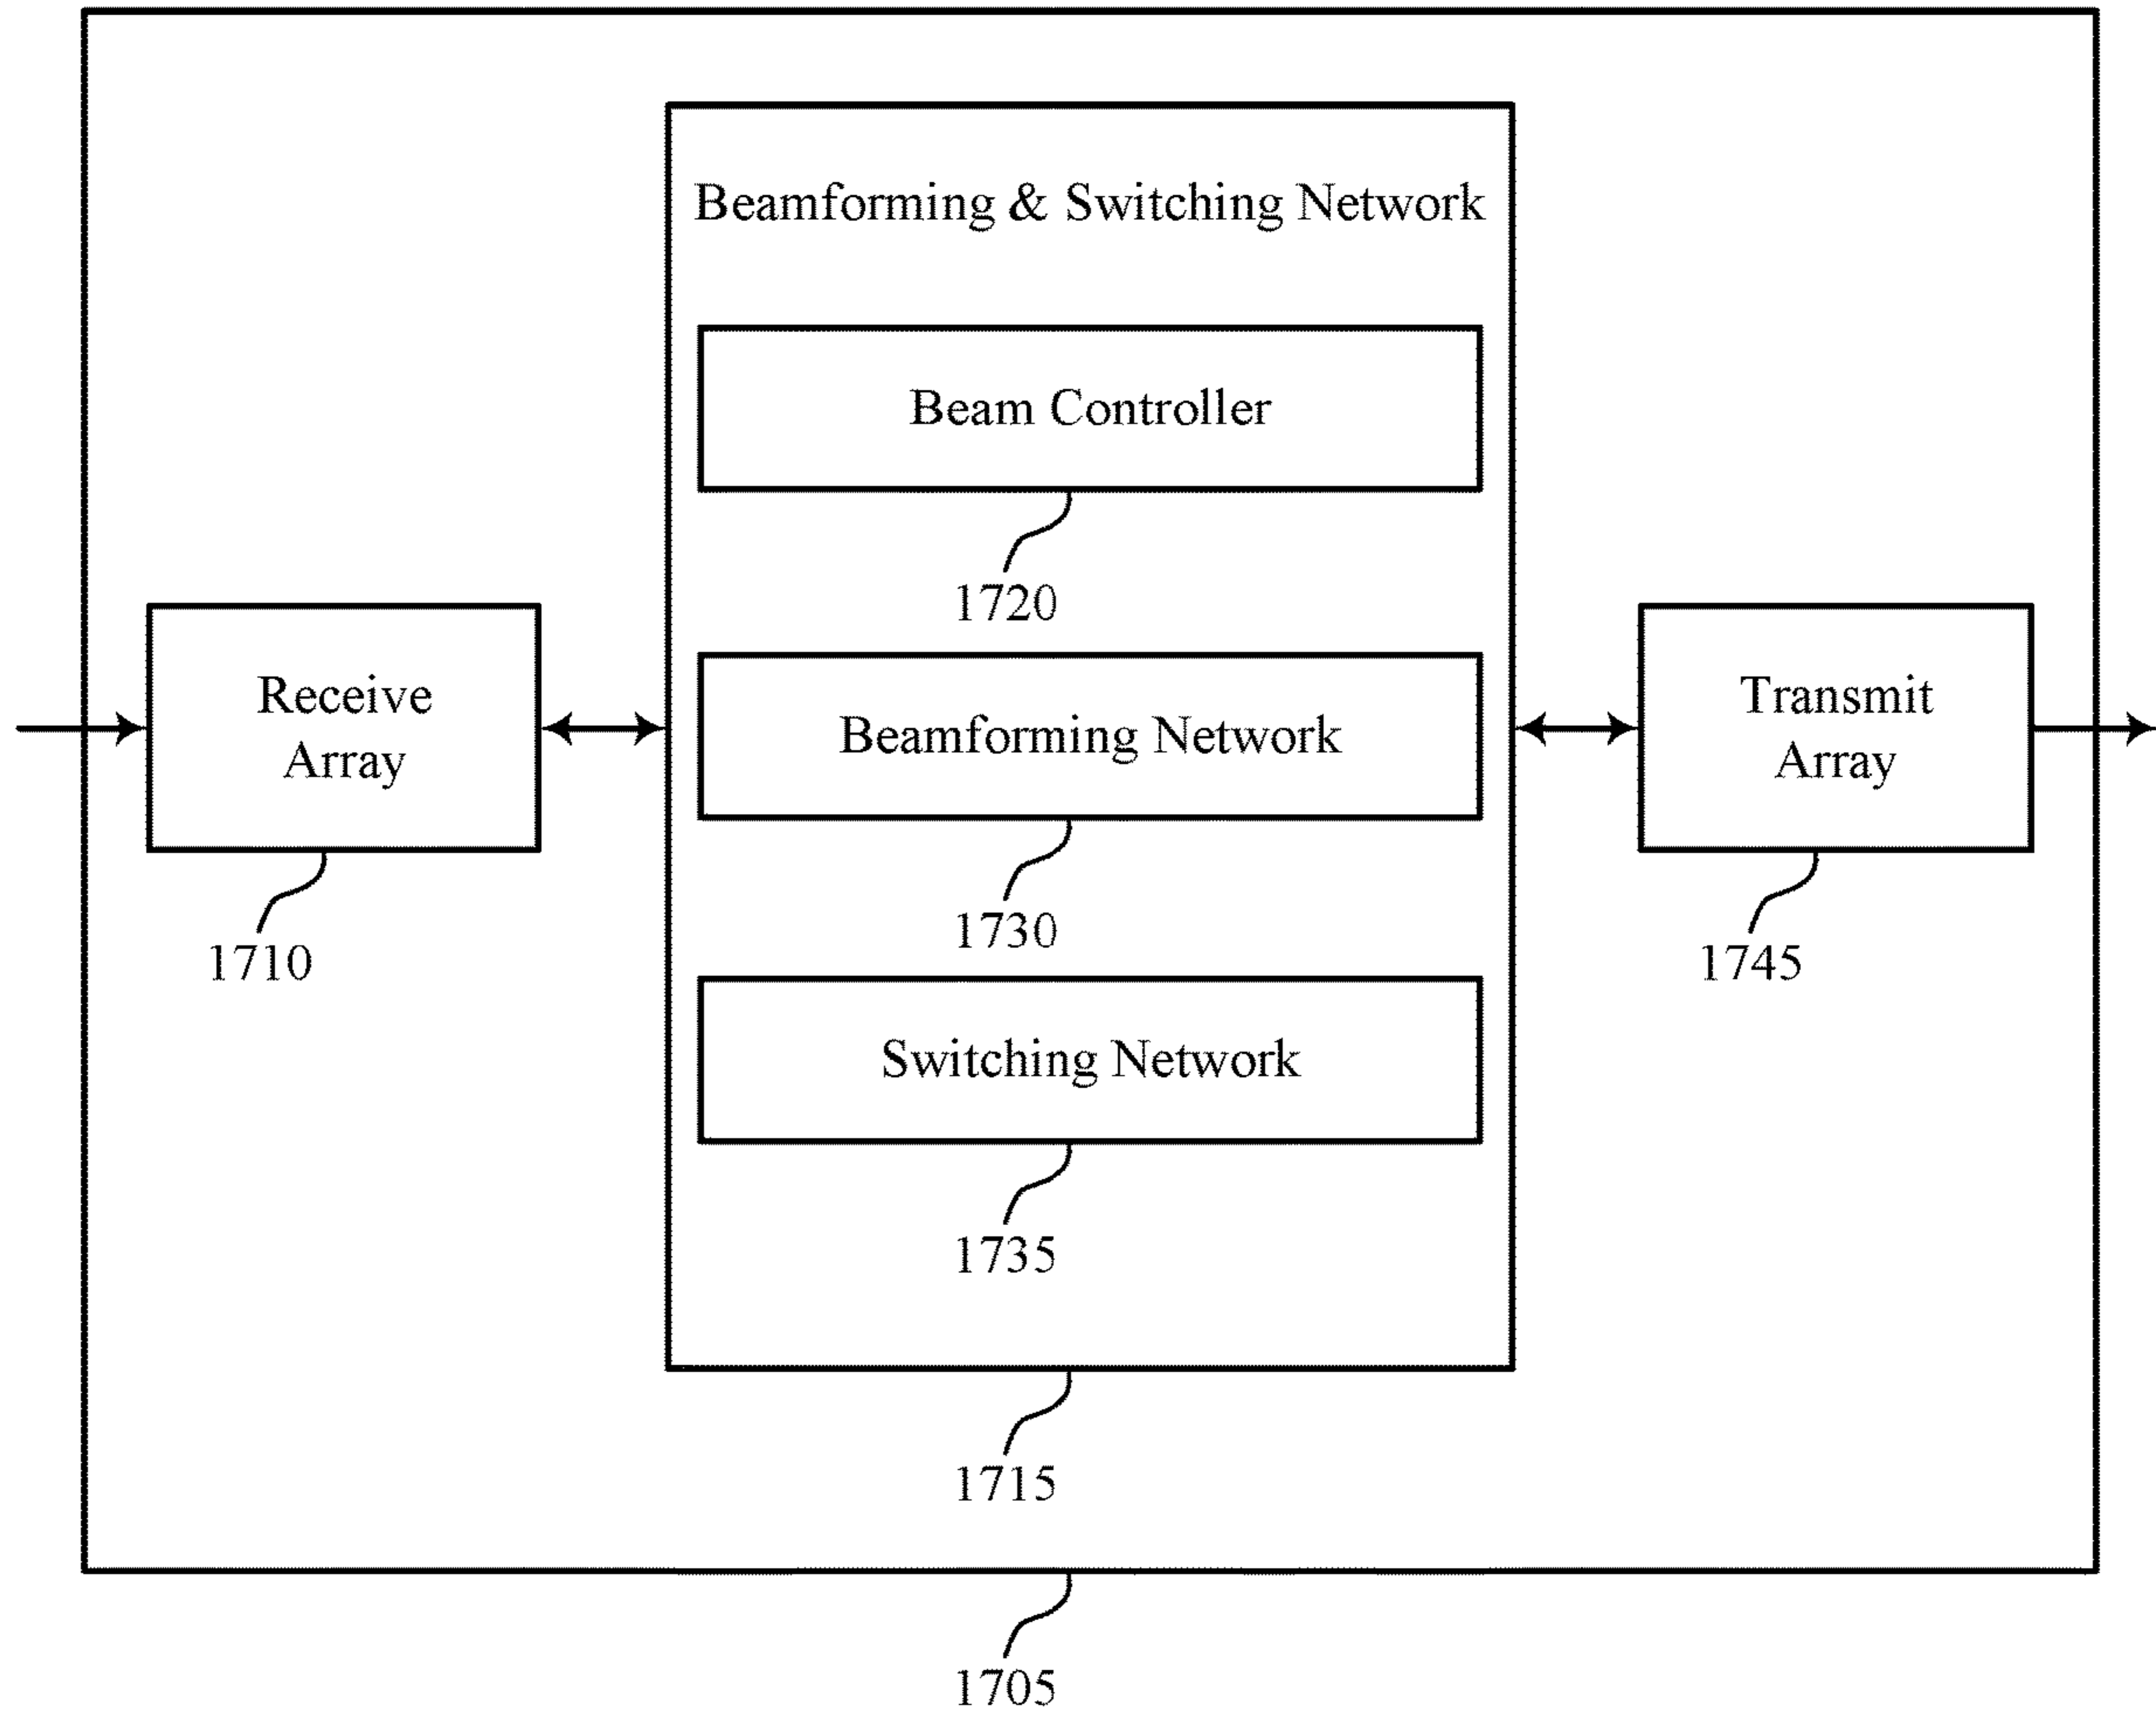 Beamforming & Switching Network
Beam Controller
1720
Receive
Array
1710
Beamforming Network
1730
Transmit
Array
1745
Switching Network
1735
1715
1705